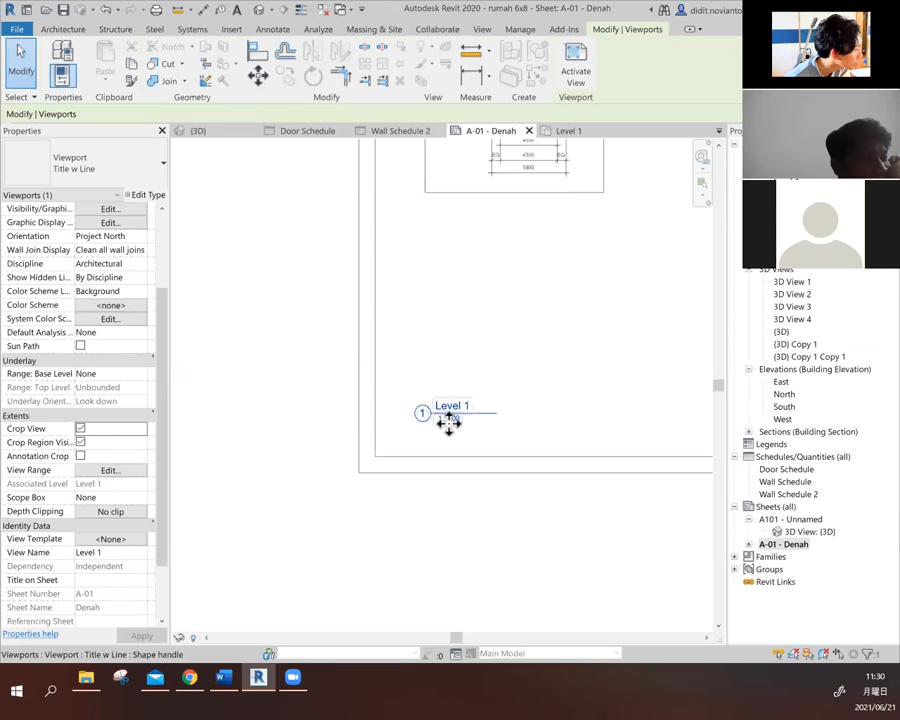 Autodesk Revit 2020 - rumah 6x8 - Sheet: A-01 - Denah
didit.novianto
File
Architecture
Structure
Steel
Systems
Insert
Annotate
Analyze
Massing & Site
Collaborate
View
Manage
Add-Ins
Modify | Viewports
Modify
Properties
Paste
Notch
Cut
Join
Activate
View
Select
Properties
Clipboard
Geometry
Modify
View
Measure
Create
Viewport
Modify | Viewports
Properties
{3D}
Door Schedule
Wall Schedule 2
A-01 - Denah
Level 1
Viewport
Title w Line
Viewports (1)
Edit Type
Visibility/Graphi...
Edit...
Graphic Display ...
Edit...
Orientation
Project North
Wall Join Display
Clean all wall joins
Discipline
Architectural
Show Hidden Li...
By Discipline
Color Scheme L...
Background
Color Scheme
<none>
System Color Sc...
Edit...
Default Analysis ...
None
Sun Path
Underlay
Range: Base Level
None
Range: Top Level
Unbounded
Underlay Orient...
Look down
Extents
Crop View
Crop Region Visi...
Annotation Crop
View Range
Edit...
Associated Level
Level 1
Scope Box
None
Depth Clipping
No clip
Identity Data
View Template
<None>
View Name
Level 1
Dependency
Independent
Title on Sheet
Sheet Number
A-01
Sheet Name
Denah
Referencing Sheet
Properties help
Apply
EQ
4500
EQ
5800
1
Level 1
3D Views
3D View 1
3D View 2
3D View 3
3D View 4
{3D}
{3D} Copy 1
{3D} Copy 1 Copy 1
Elevations (Building Elevation)
East
North
South
West
Sections (Building Section)
Legends
Schedules/Quantities (all)
Door Schedule
Wall Schedule
Wall Schedule 2
Sheets (all)
A101 - Unnamed
3D View: {3D}
A-01 - Denah
Families
Groups
Revit Links
Viewports : Viewport : Title w Line : Shape handle
:0
Main Model
:1
11:30
月曜日
2021/06/21